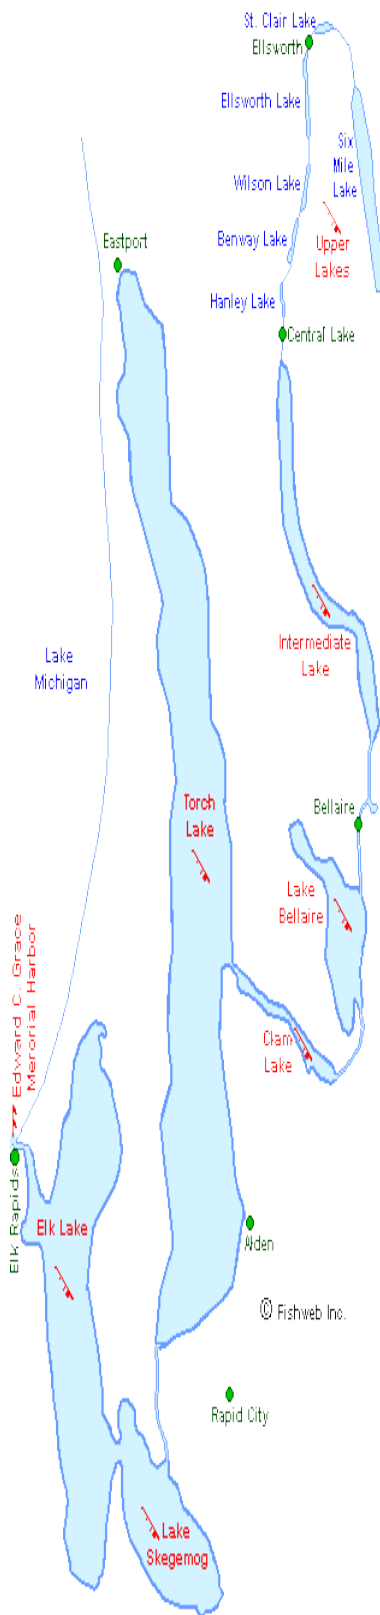 St. Clair Lake
Ellsworth
Ellsworth Lake
Six
Mile
Lake
Wilson Lake
Upper
Lakes
Benway Lake
Eastport
Hanley Lake
Central Lake
Intermediate
Lake
Lake
Michigan
Torch
Lake
Bellaire
Lake
Bellaire
Edward C. Grace
Memorial Harbor
Clam
Lake
Elk Rapids
Elk Lake
Alden
© Fishweb Inc.
Rapid City
Lake
Skegemog